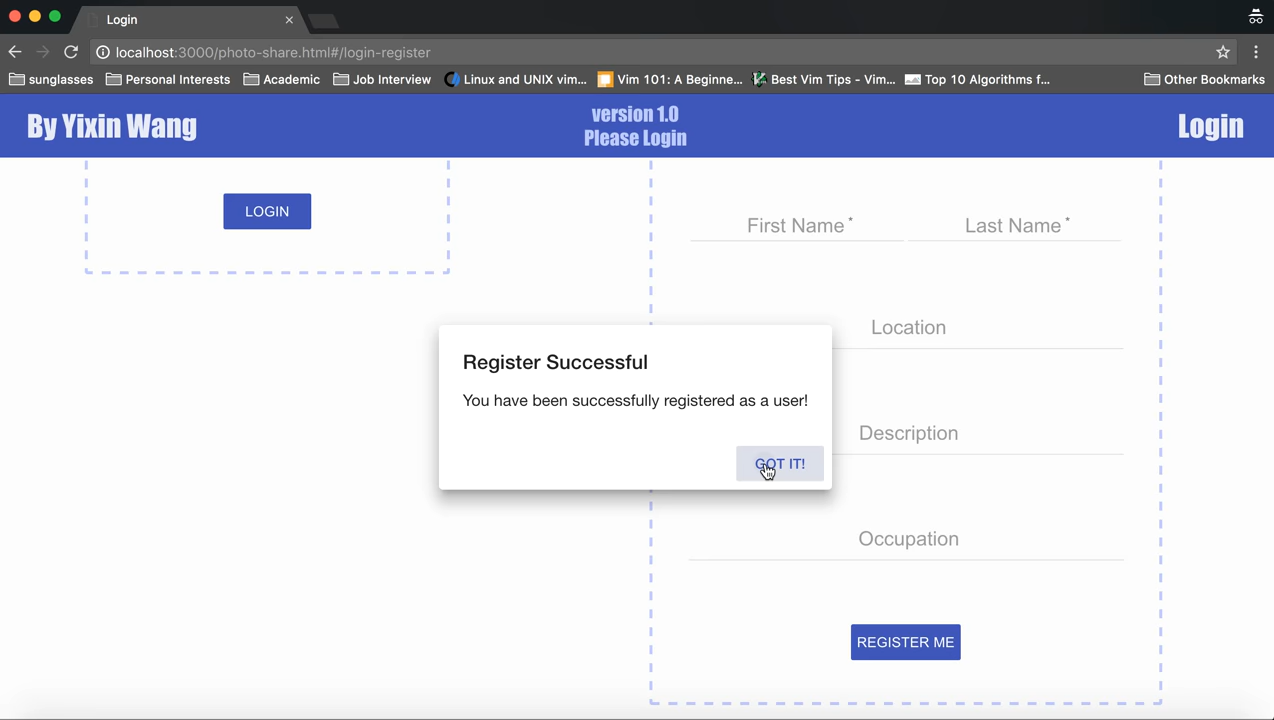 Login
localhost:3000/photo-share.html#/login-register
sunglasses Personal Interests Academic Job Interview Linux and UNIX vim... Vim 101: A Beginne... Best Vim Tips - Vim... Top 10 Algorithms f... Other Bookmarks
By Yixin Wang
version 1.0
Please Login
Login
LOGIN
First Name * Last Name *
Location
Register Successful
You have been successfully registered as a user!
Description
GOT IT!
Occupation
REGISTER ME